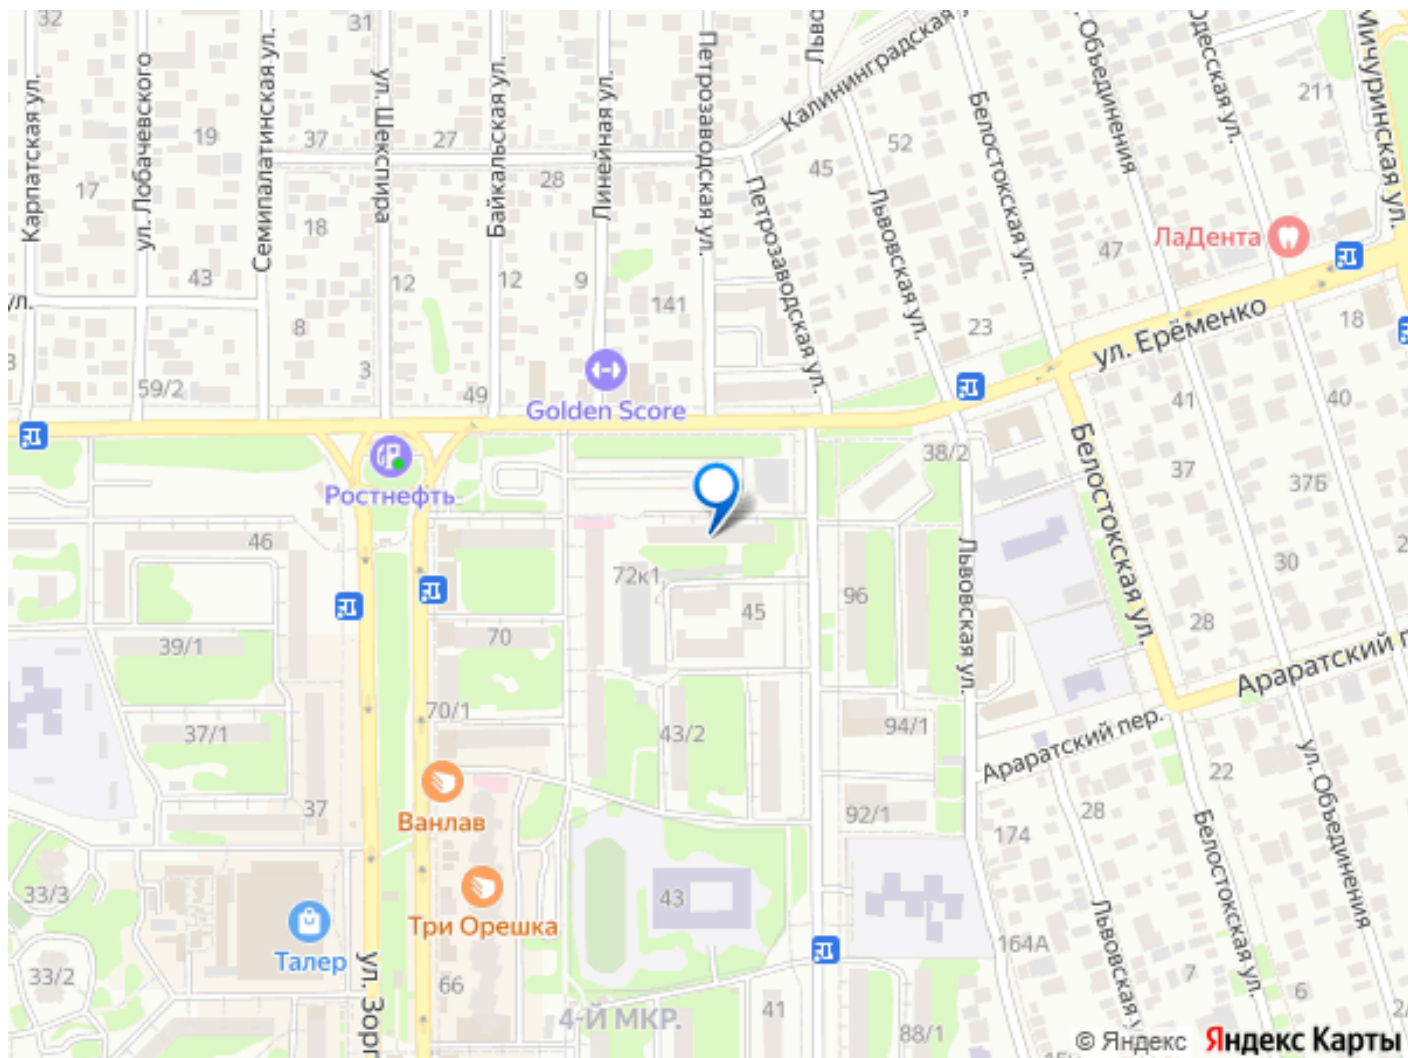 32
31
Карпатская ул.
ул. Лобачевского
Семипалатинская ул.
ул. Шекспира
Байкальская ул.
Линейная ул.
Петрозаводская ул.
Калининградская
Белостокская ул.
ул. Объединения
Одесская ул.
Мичуринская ул.
211
19
37
27
52
45
28
17
18
Петрозаводская ул.
Львовская ул.
47
ЛаДента
43
12
12
9
141
ул.
8
23
ул. Ерёменко
18
59/2
3
49
Golden Score
41
40
Ростнефть
38/2
Белостокская ул.
37
37Б
46
72к1
45
96
Львовская ул.
30
28
39/1
70
Араратский
70/1
37/1
43/2
94/1
Араратский пер.
22
ул. Объединения
37
Ванлав
92/1
28
174
Белостокская ул.
33/3
Три Орешка
43
Львовская
Талер
164А
33/2
ул. Зорг
66
4-Й МКР.
41
88/1
7
6
© Яндекс Яндекс Карты